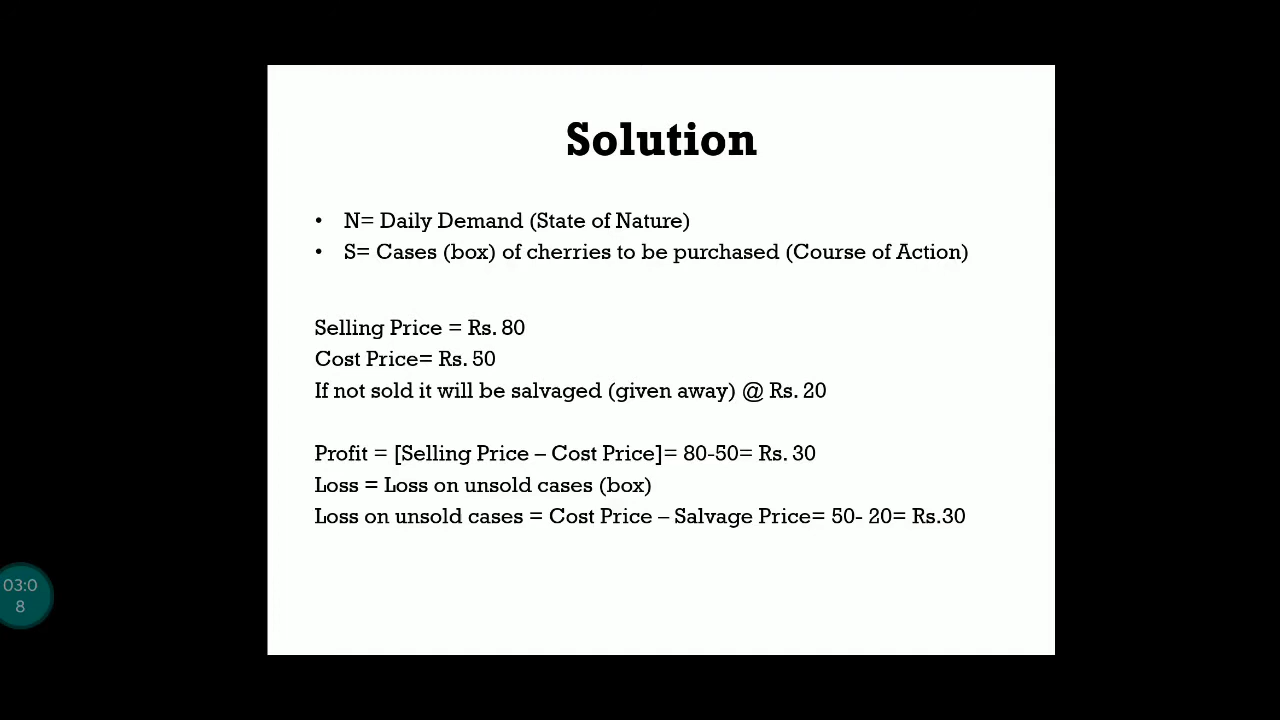 Solution
• N= Daily Demand (State of Nature)
• S= Cases (box) of cherries to be purchased (Course of Action)
Selling Price = Rs. 80
Cost Price= Rs. 50
If not sold it will be salvaged (given away) @ Rs. 20
Profit = [Selling Price – Cost Price]= 80-50= Rs. 30
Loss = Loss on unsold cases (box)
Loss on unsold cases = Cost Price – Salvage Price= 50- 20= Rs.30
03:0
8